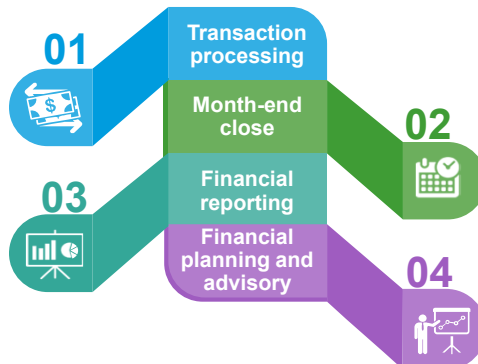 01
Transaction
processing
Month-end
close
02
03
Financial
reporting
Financial
planning and
advisory
04
$